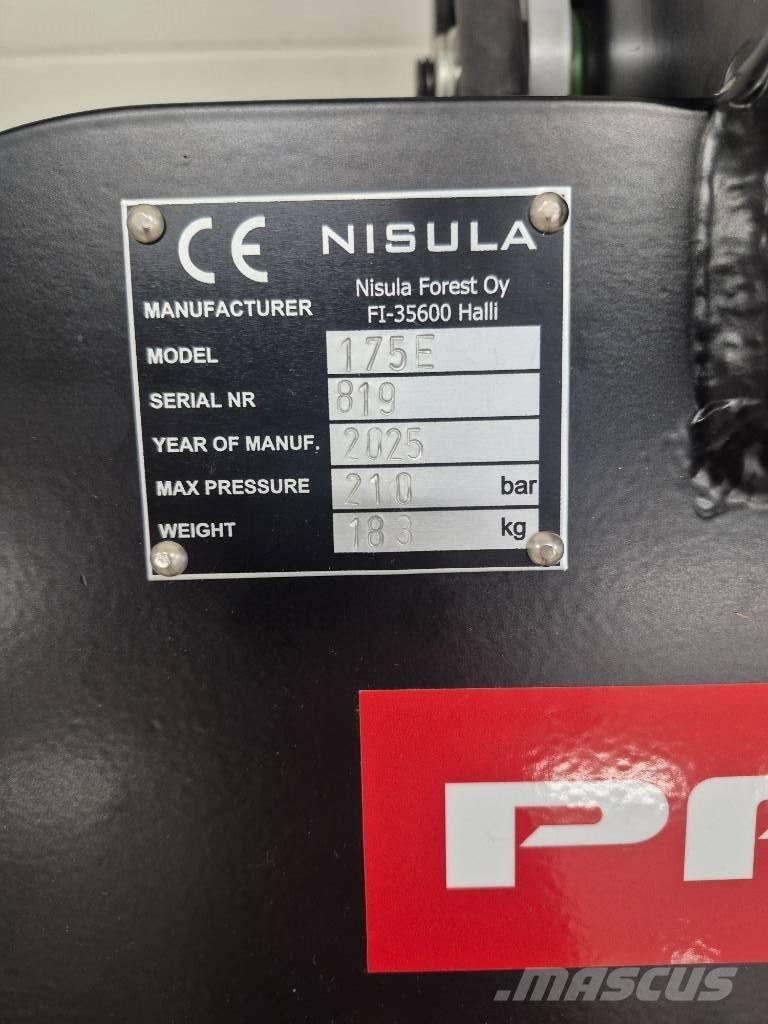 CE NISULA
MANUFACTURER Nisula Forest Oy
FI-35600 Halli
MODEL 175E
SERIAL NR 819
YEAR OF MANUF. 2025
MAX PRESSURE 210 bar
WEIGHT 183 kg
MASCUS